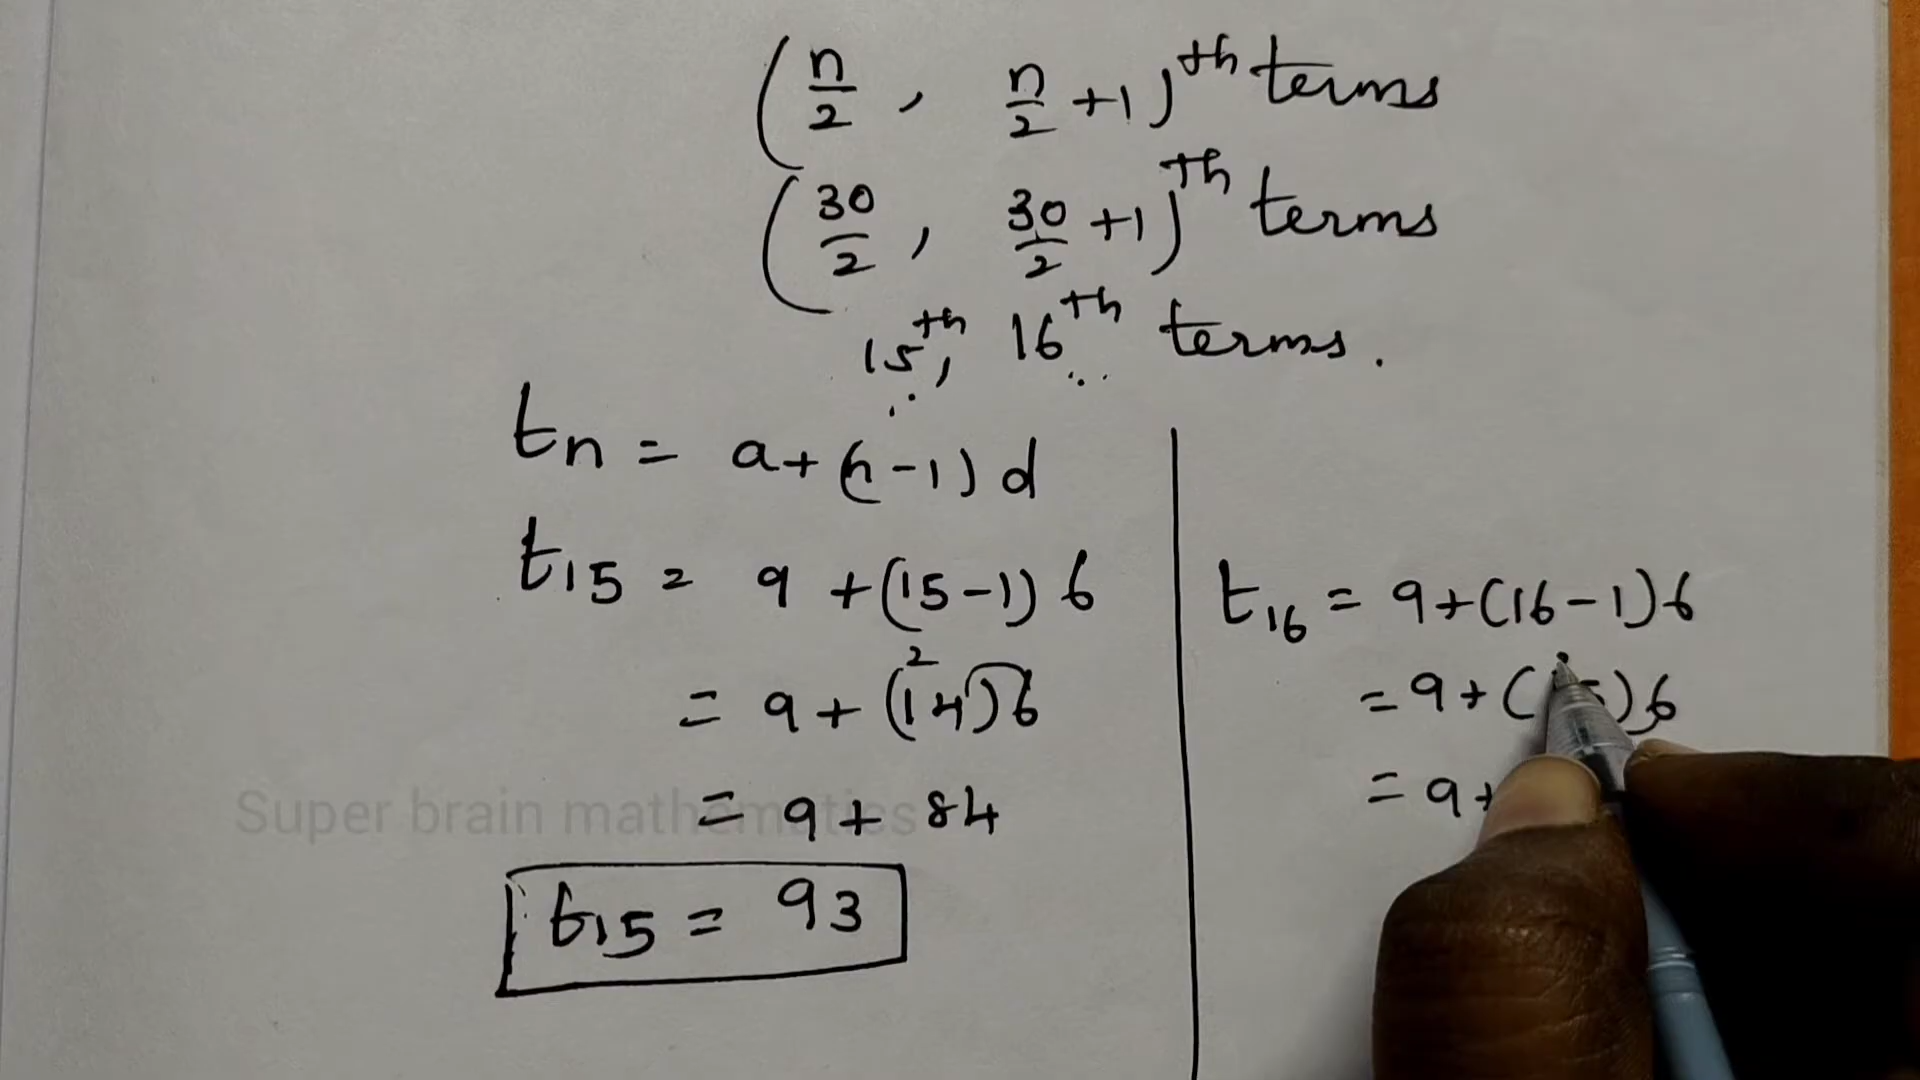 (n/2 , n/2 +1)th terms
(30/2 , 30/2 +1)th terms
15th, 16th terms.
tn = a+(n-1) d
t15 = 9 +(15-1) 6
2
= 9 + (14)6
= 9 + 84
t15 = 93
t16 = 9+(16-1)6
= 9+( )6
= 9+
Super brain mathematics